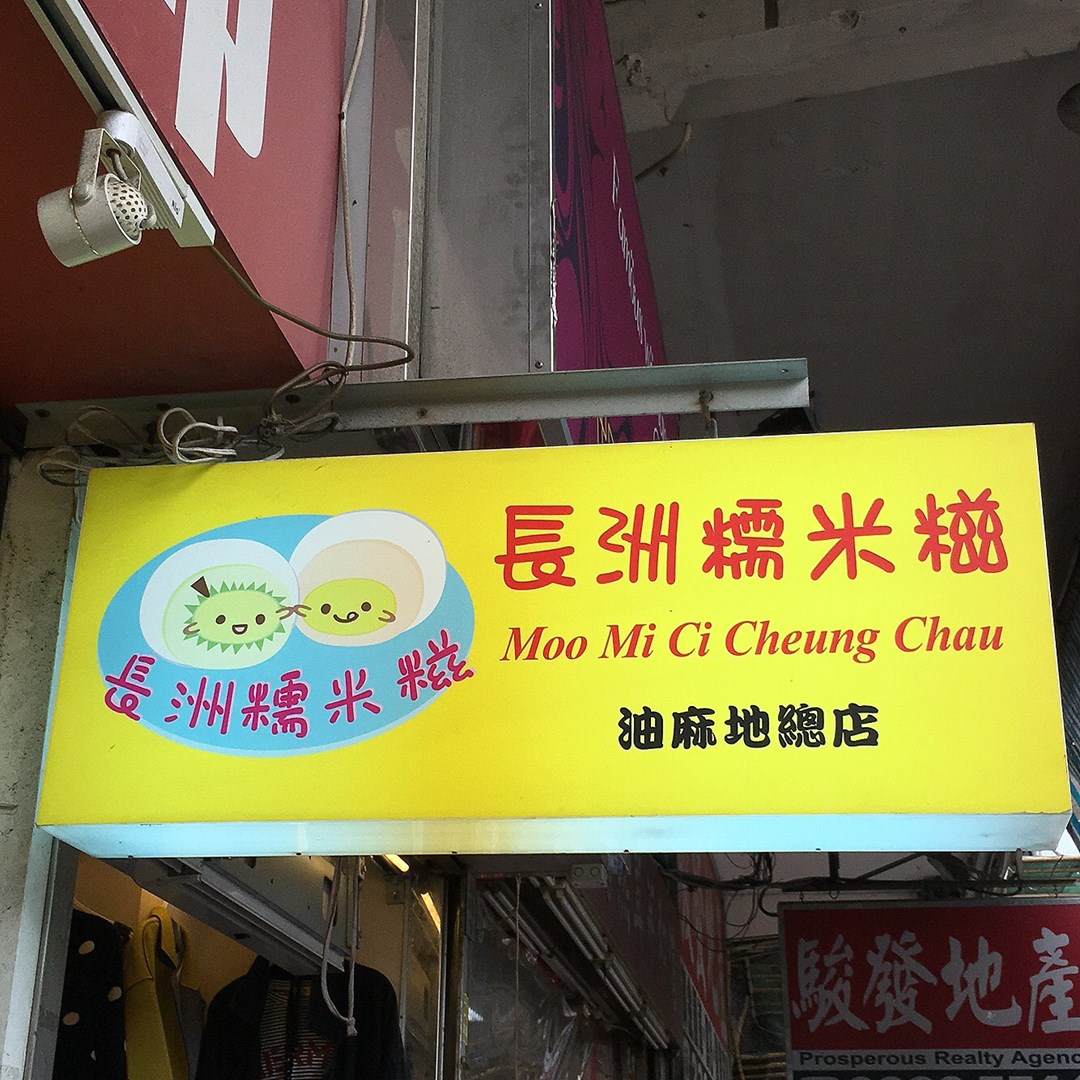 長洲糯米糍
Moo Mi Ci Cheung Chau
油麻地總店
長洲糯米糍
駿發地產
Prosperous Realty Agenc